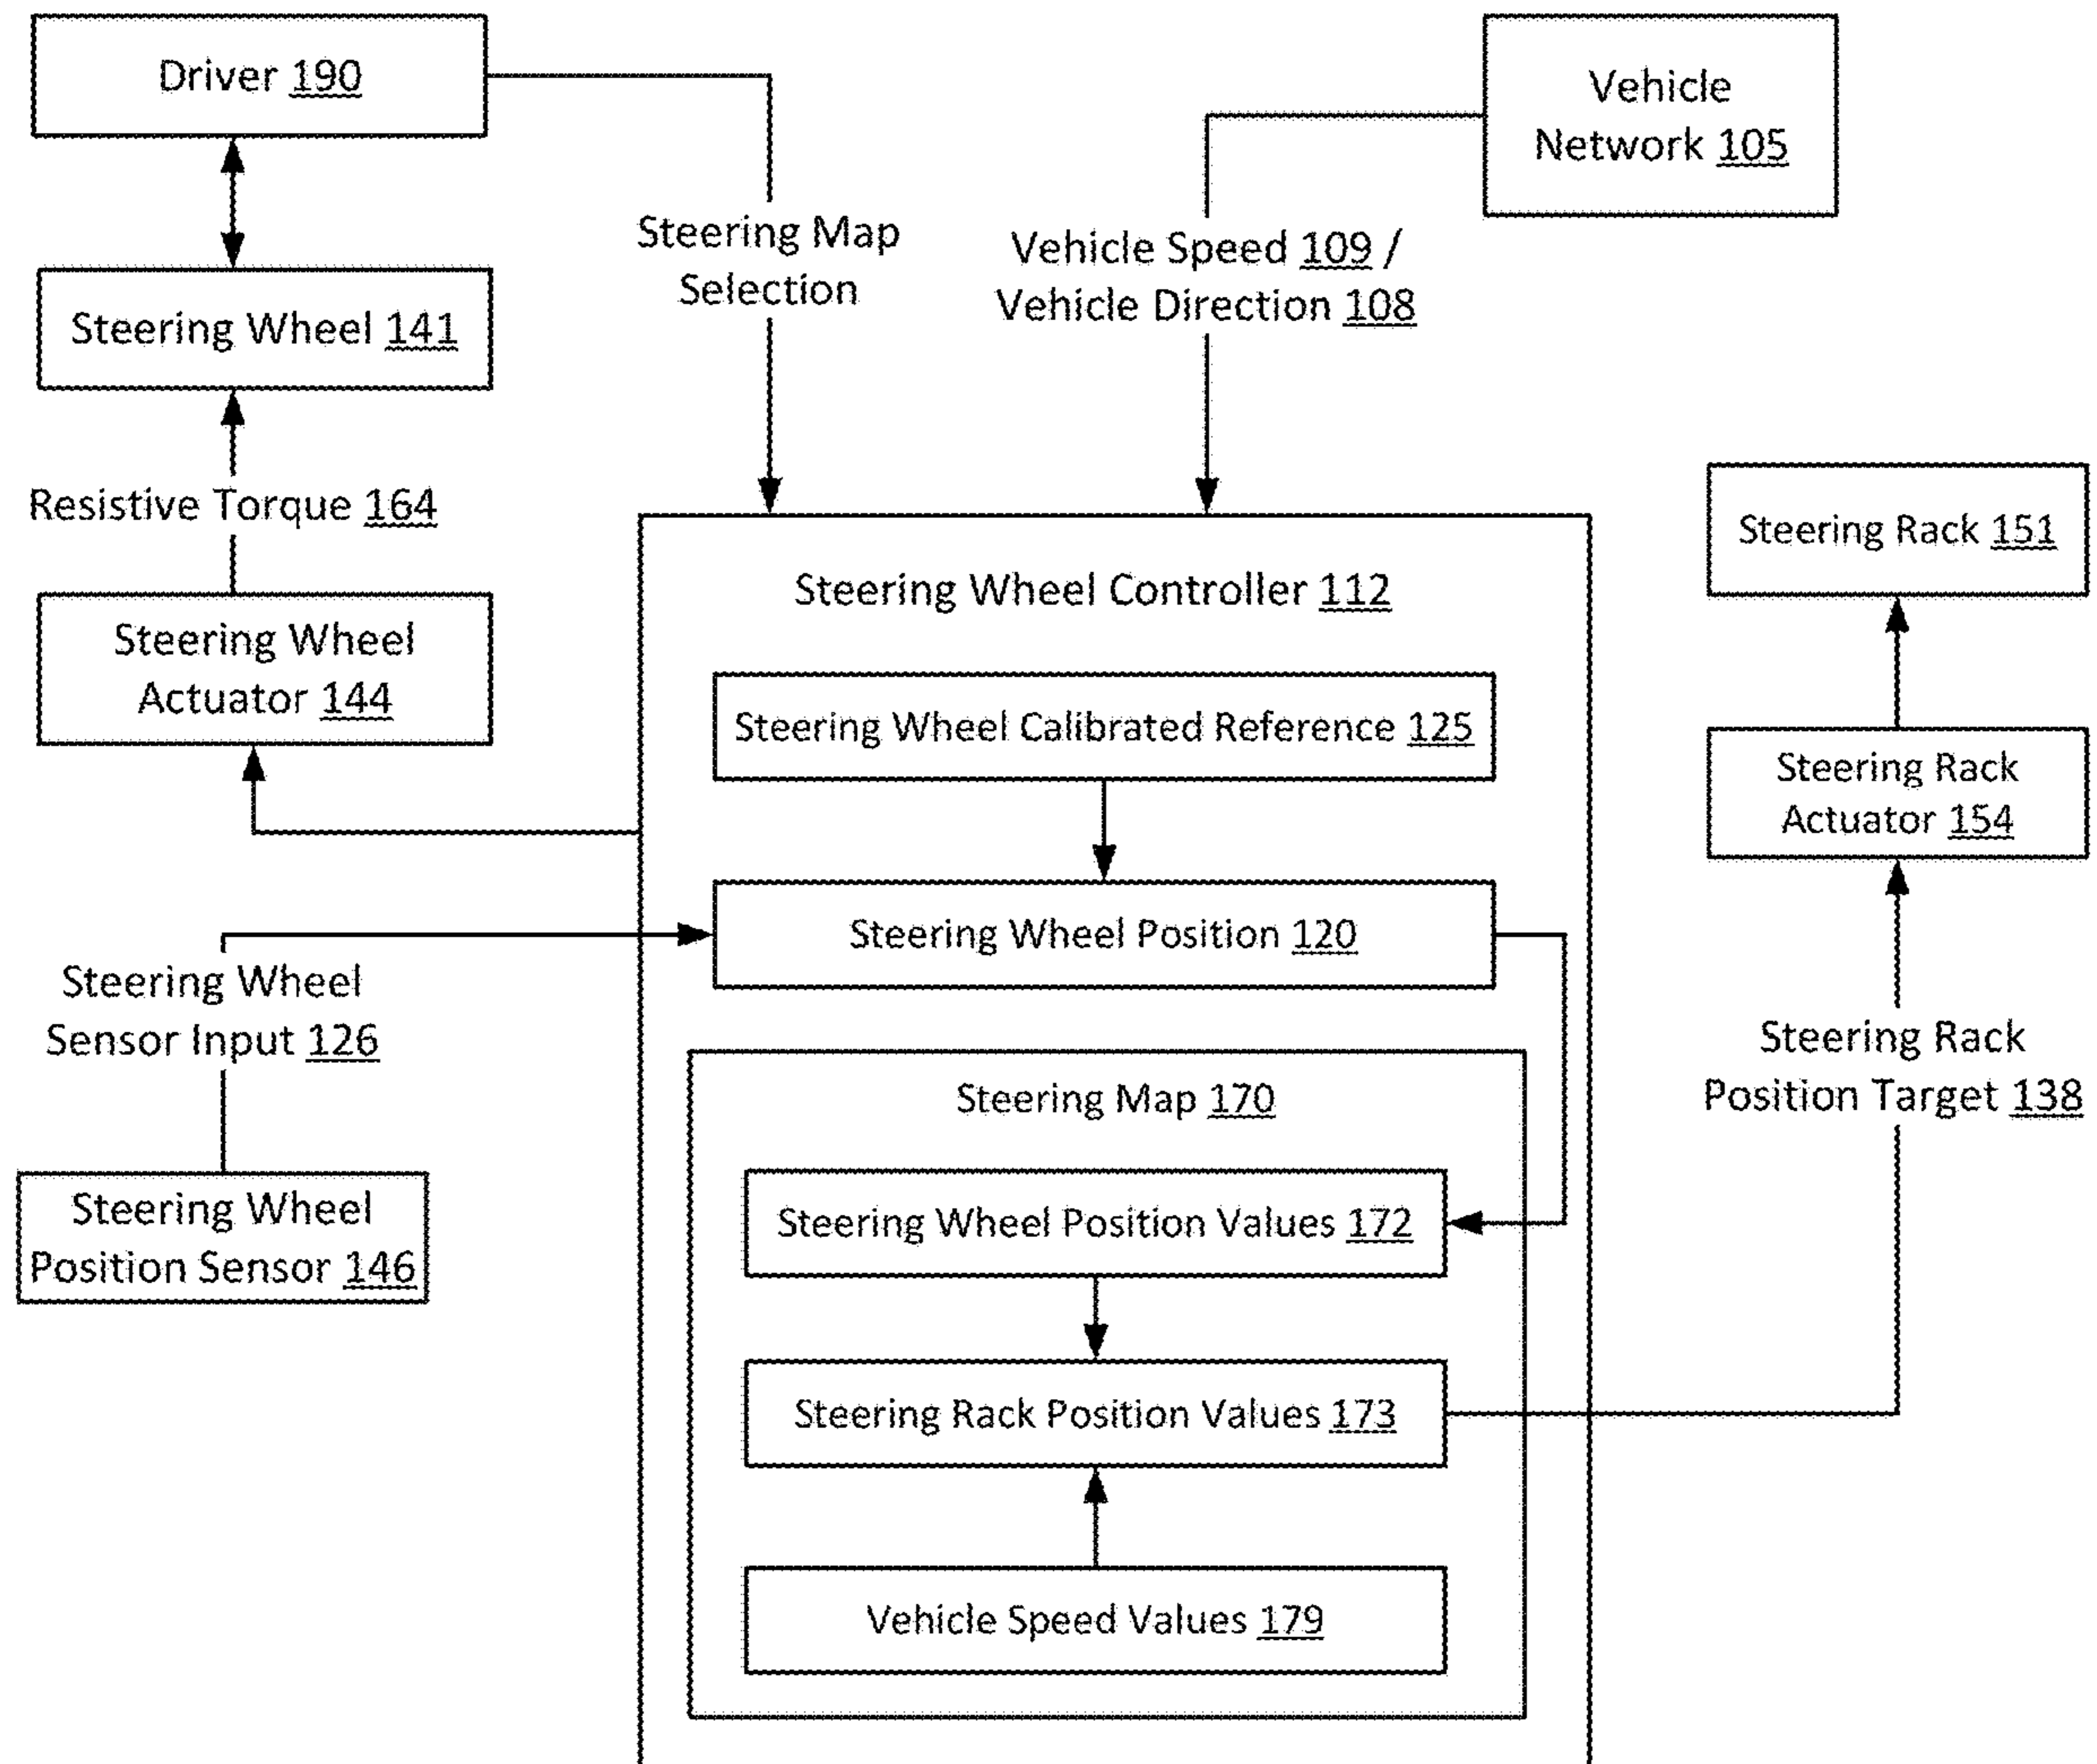 Driver 190
Vehicle
Network 105
Steering Map
Selection
Vehicle Speed 109 /
Vehicle Direction 108
Steering Wheel 141
Resistive Torque 164
Steering Rack 151
Steering Wheel Controller 112
Steering Wheel
Actuator 144
Steering Wheel Calibrated Reference 125
Steering Rack
Actuator 154
Steering Wheel Position 120
Steering Wheel
Sensor Input 126
Steering Rack
Position Target 138
Steering Map 170
Steering Wheel
Position Sensor 146
Steering Wheel Position Values 172
Steering Rack Position Values 173
Vehicle Speed Values 179